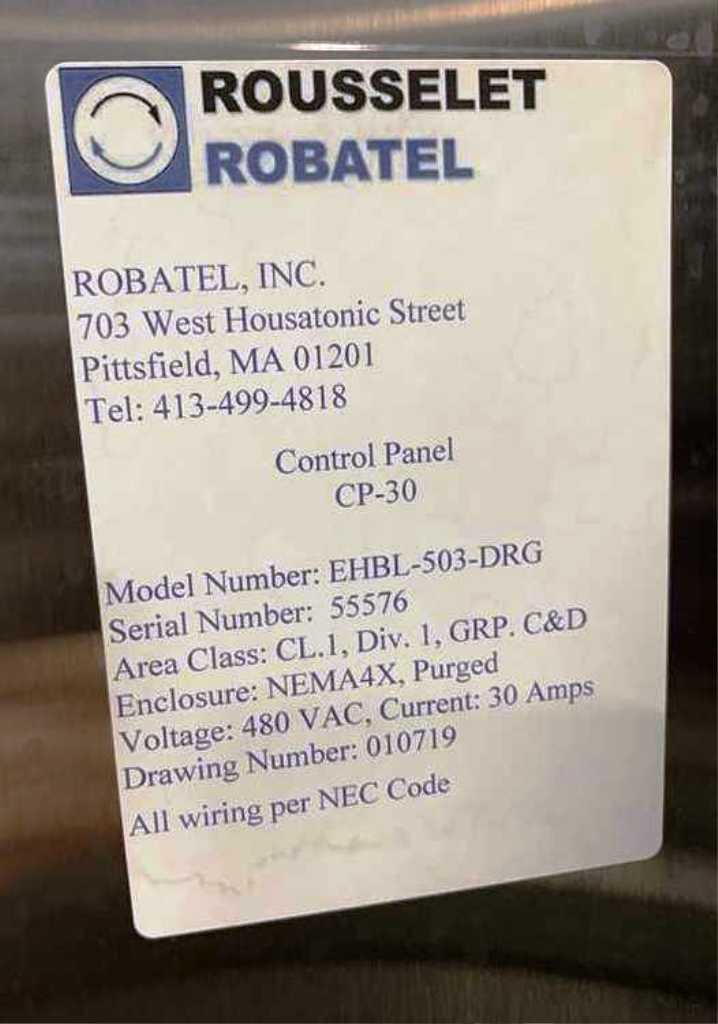 ROUSSELET
ROBATEL
ROBATEL, INC.
703 West Housatonic Street
Pittsfield, MA 01201
Tel: 413-499-4818
Control Panel
CP-30
Model Number: EHBL-503-DRG
Serial Number: 55576
Area Class: CL.1, Div. 1, GRP. C&D
Enclosure: NEMA4X, Purged
Voltage: 480 VAC, Current: 30 Amps
Drawing Number: 010719
All wiring per NEC Code